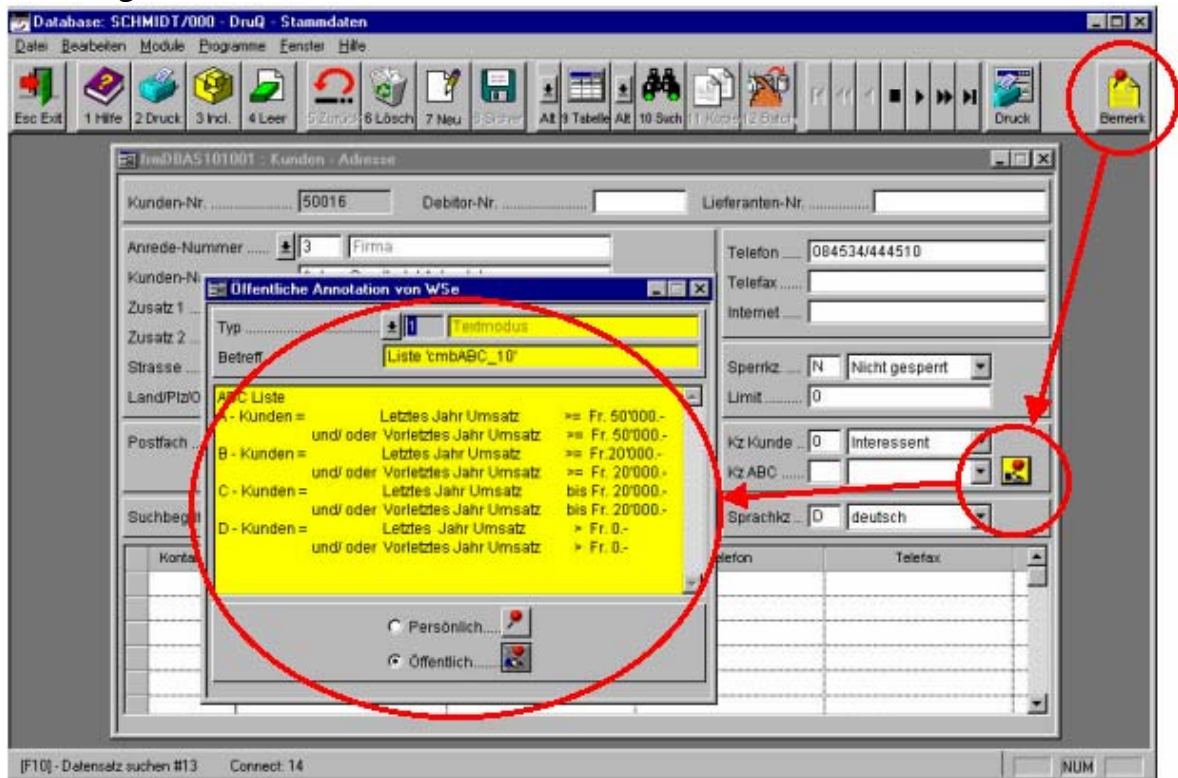 Database: SCHMIDT/000 - DruQ - Stammdaten
Datei Bearbeiten Module Programme Fenster Hilfe
Esc Exit 1 Hilfe 2 Druck 3 Incl. 4 Leer 5 Zurück 6 Lösch 7 Neu Alt 9 Tabelle Alt 10 Such Druck Bemerk
frmDBAS101001 : Kunden - Adresse
Kunden-Nr. 50016 Debitor-Nr. Lieferanten-Nr.
Anrede-Nummer 3 Firma
Telefon 084534/444510
Telefax
Internet
Zusatz 1
Zusatz 2
Strasse
Land/Plz/O
Postfach
Öffentliche Annotation von WSe
Typ 1 Textmodus
Betreff Liste 'cmbABC_10'
ABC Liste
A - Kunden = Letztes Jahr Umsatz >= Fr. 50'000.-
und/ oder Vorletztes Jahr Umsatz >= Fr. 50'000.-
B - Kunden = Letztes Jahr Umsatz >= Fr.20'000.-
und/ oder Vorletztes Jahr Umsatz >= Fr. 20'000.-
C - Kunden = Letztes Jahr Umsatz bis Fr. 20'000.-
und/ oder Vorletztes Jahr Umsatz bis Fr. 20'000.-
D - Kunden = Letztes Jahr Umsatz > Fr. 0.-
und/ oder Vorletztes Jahr Umsatz > Fr. 0.-
Persönlich
Öffentlich
Sperrkz. N Nicht gesperrt
Limit 0
Kz Kunde 0 Interessent
Kz ABC
Sprachkz D deutsch
Telefax
[F10] - Datensatz suchen #13 Connect: 14 NUM